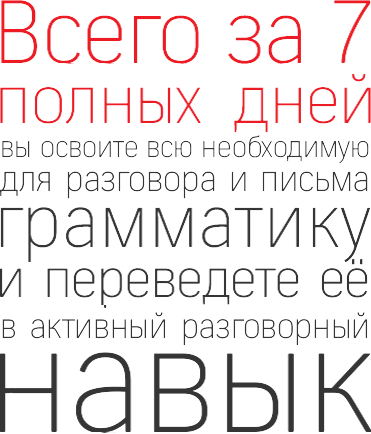 Всего за 7
полных дней
вы освоите всю необходимую
для разговора и письма
грамматику
и переведете её
в активный разговорный
навык